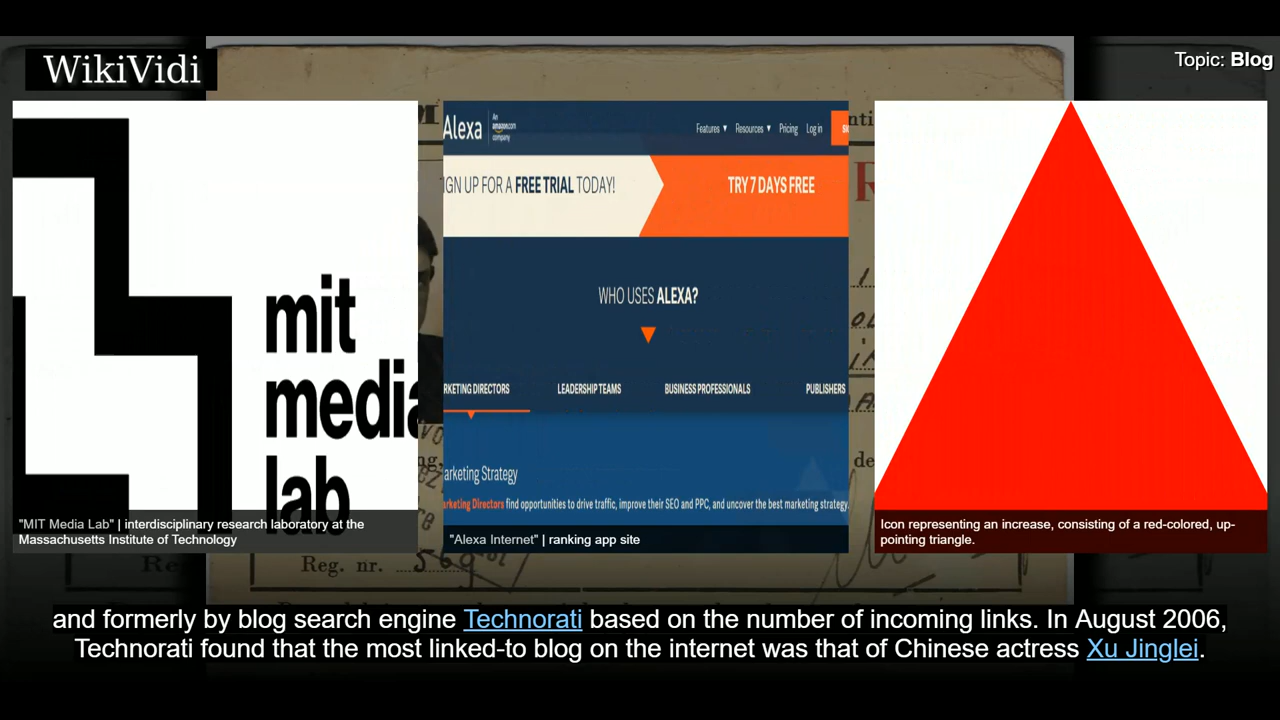 WikiVidi
Topic: Blog
mit
media
lab
"MIT Media Lab" | interdisciplinary research laboratory at the
Massachusetts Institute of Technology
Alexa
An
amazon.com
company
Features
Resources
Pricing
Log in
IGN UP FOR A FREE TRIAL TODAY!
TRY 7 DAYS FREE
WHO USES ALEXA?
RKETING DIRECTORS
LEADERSHIP TEAMS
BUSINESS PROFESSIONALS
PUBLISHERS
arketing Strategy
rketing Directors find opportunities to drive traffic, improve their SEO and PPC, and uncover the best marketing strategy.
"Alexa Internet" | ranking app site
Icon representing an increase, consisting of a red-colored, up-
pointing triangle.
Reg. nr. 569
and formerly by blog search engine Technorati based on the number of incoming links. In August 2006,
Technorati found that the most linked-to blog on the internet was that of Chinese actress Xu Jinglei.